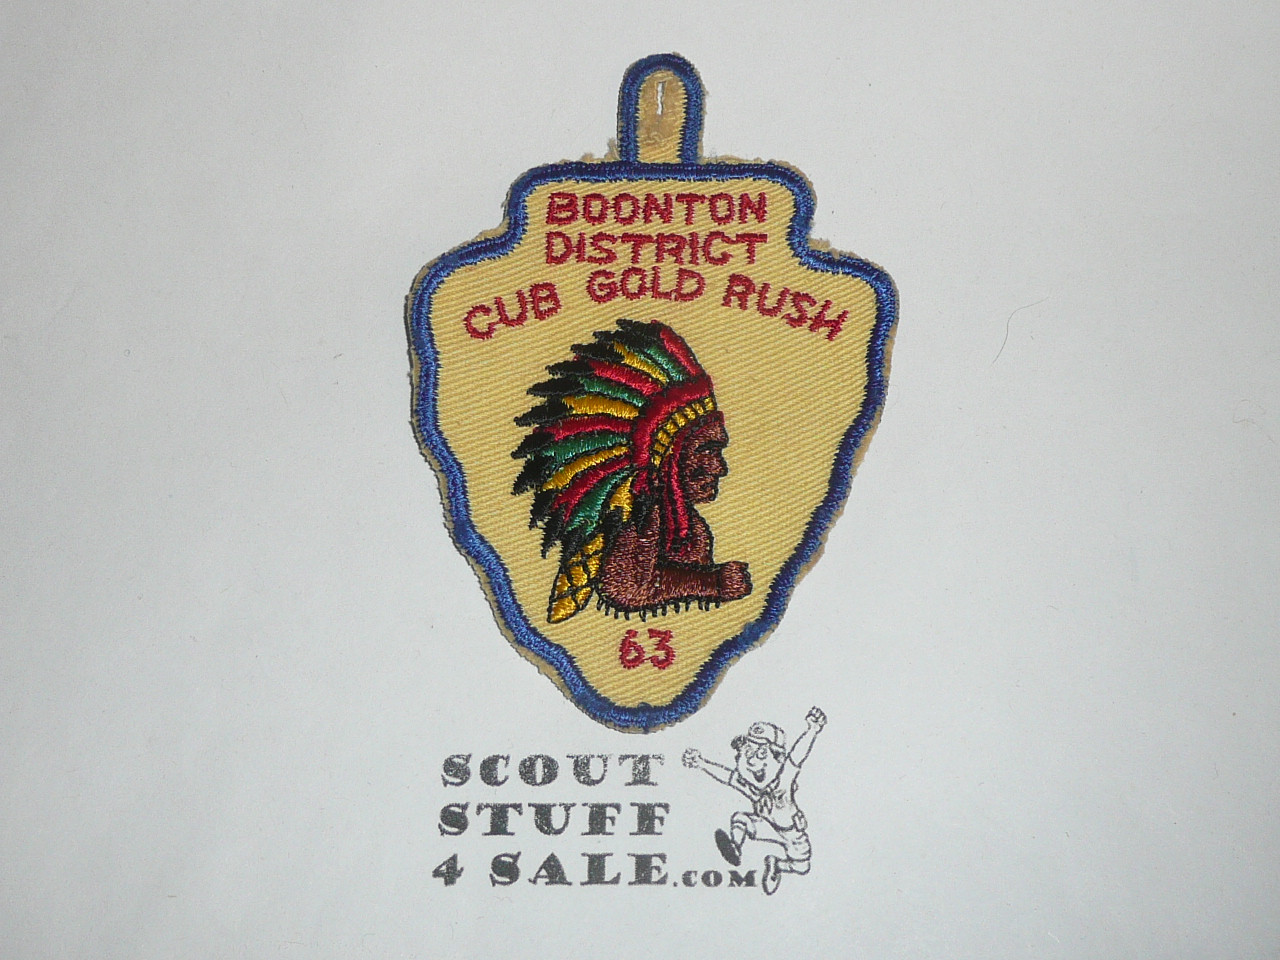 BOONTON
DISTRICT
CUB GOLD RUSH
63
SCOUT
STUFF
4 SALE.COM